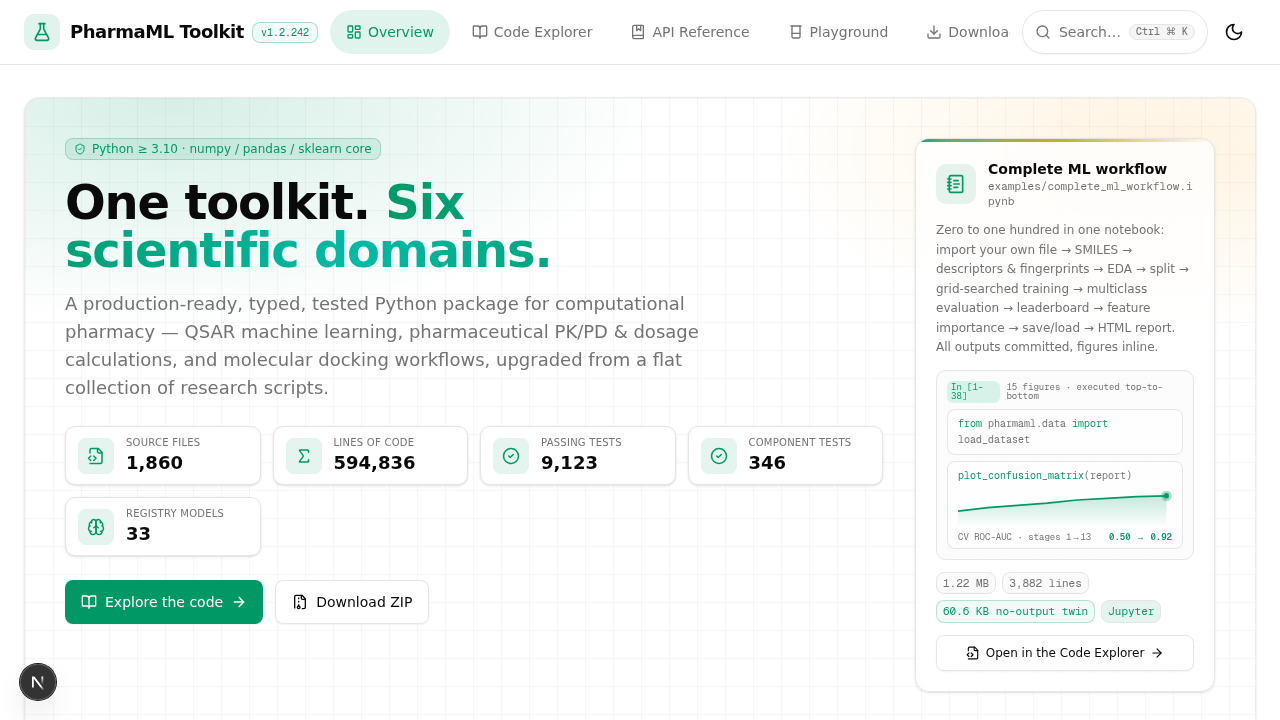 PharmaML Toolkit
v1.2.242
Overview
Code Explorer
API Reference
Playground
Downloa
Search...
Ctrl ⌘ K
Python ≥ 3.10 · numpy / pandas / sklearn core
One toolkit. Six
scientific domains.
A production-ready, typed, tested Python package for computational
pharmacy — QSAR machine learning, pharmaceutical PK/PD & dosage
calculations, and molecular docking workflows, upgraded from a flat
collection of research scripts.
SOURCE FILES
1,860
LINES OF CODE
594,836
PASSING TESTS
9,123
COMPONENT TESTS
346
REGISTRY MODELS
33
Explore the code →
Download ZIP
Complete ML workflow
examples/complete_ml_workflow.i
pynb
Zero to one hundred in one notebook:
import your own file → SMILES →
descriptors & fingerprints → EDA → split →
grid-searched training → multiclass
evaluation → leaderboard → feature
importance → save/load → HTML report.
All outputs committed, figures inline.
In [1–
38]
15 figures · executed top-to-
bottom
from pharmaml.data import
load_dataset
plot_confusion_matrix(report)
CV ROC-AUC · stages 1→13
0.50 → 0.92
1.22 MB
3,882 lines
60.6 KB no-output twin
Jupyter
Open in the Code Explorer →
N